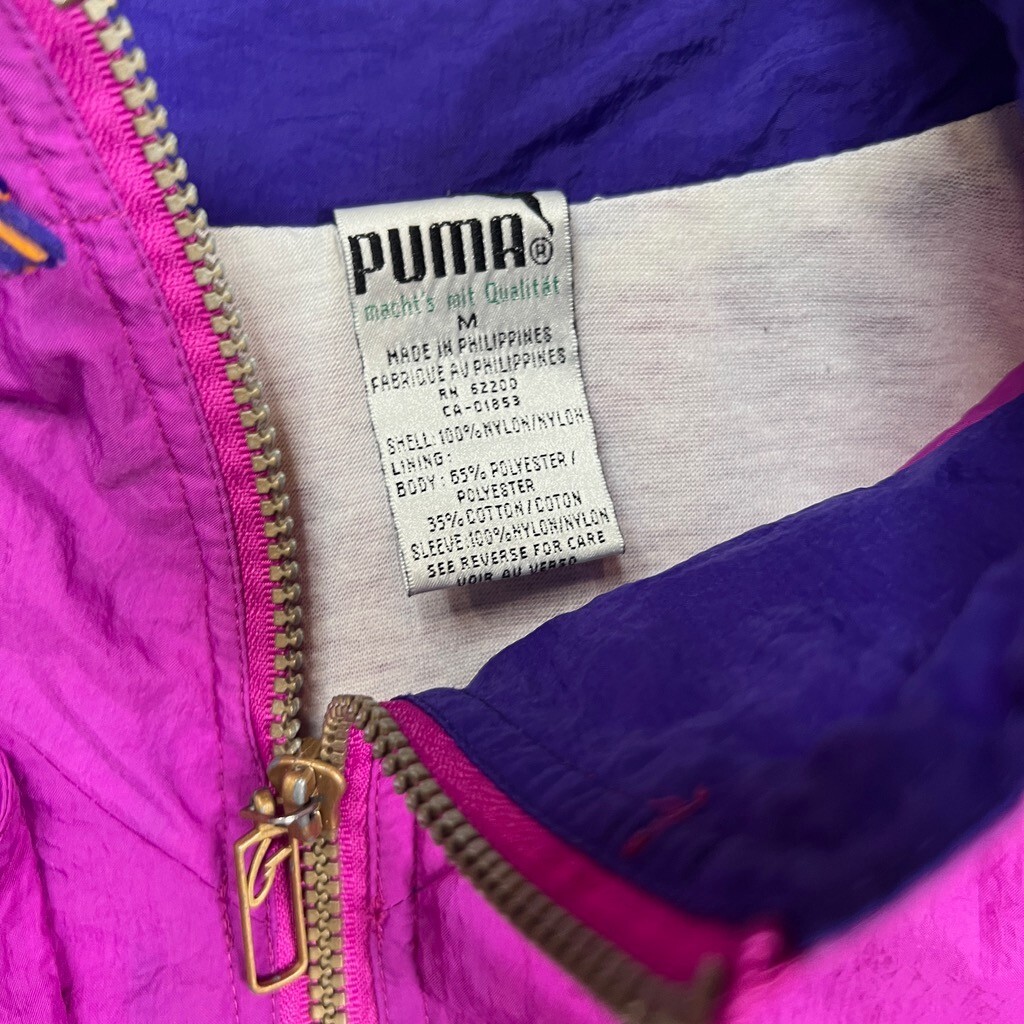 PUMA®
macht's mit Qualität
M
MADE IN PHILIPPINES
FABRIQUE AU PHILIPPINES
RN 62200
CA-01853
SHELL: 100% NYLON/NYLON
LINING:
BODY: 65% POLYESTER/
POLYESTER
35% COTTON/COTON
SLEEVE: 100% NYLON/NYLON
SEE REVERSE FOR CARE
VOIR AU VERSO